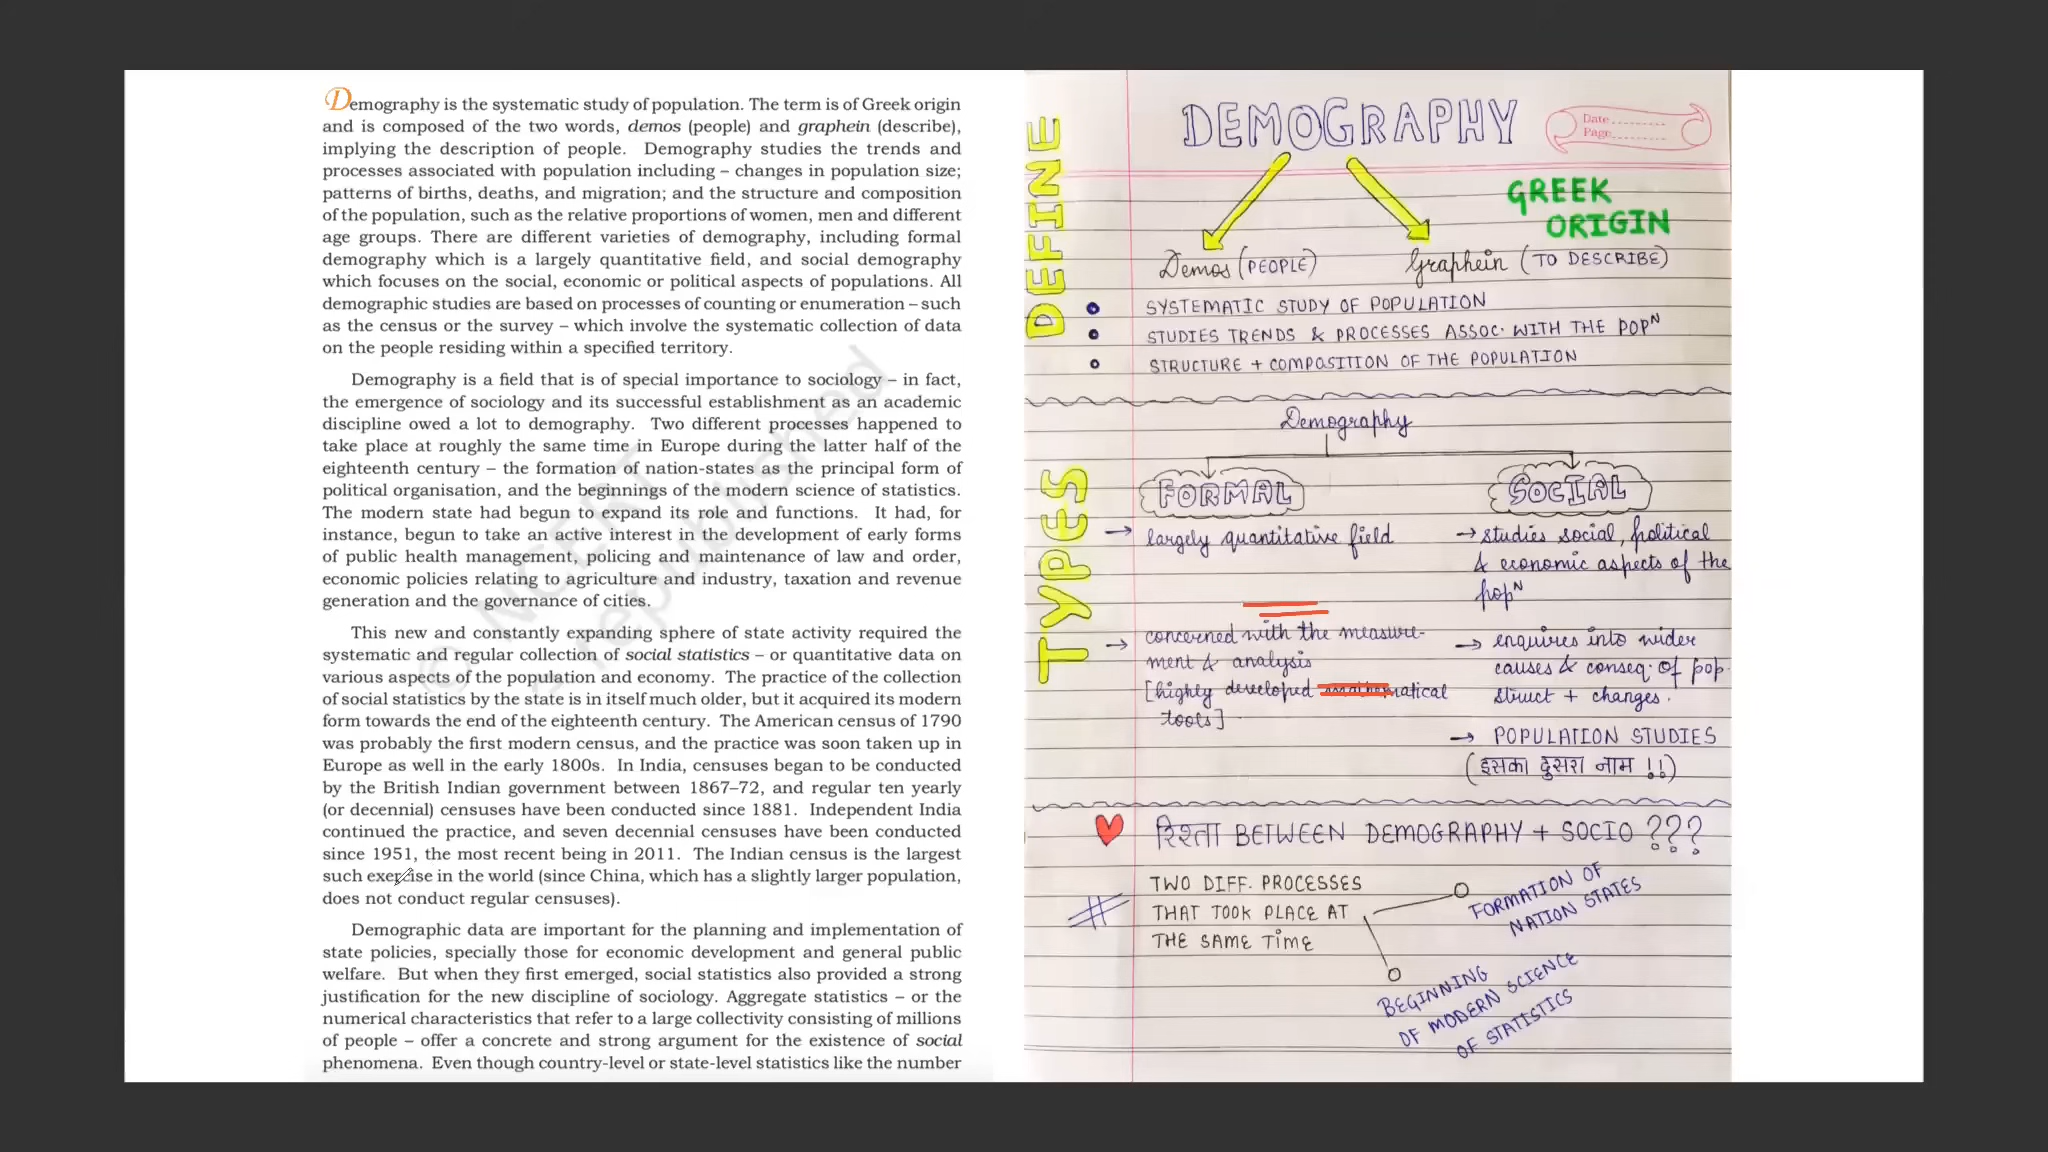 Demography is the systematic study of population. The term is of Greek origin
and is composed of the two words, demos (people) and graphein (describe),
implying the description of people. Demography studies the trends and
processes associated with population including – changes in population size;
patterns of births, deaths, and migration; and the structure and composition
of the population, such as the relative proportions of women, men and different
age groups. There are different varieties of demography, including formal
demography which is a largely quantitative field, and social demography
which focuses on the social, economic or political aspects of populations. All
demographic studies are based on processes of counting or enumeration – such
as the census or the survey – which involve the systematic collection of data
on the people residing within a specified territory.
Demography is a field that is of special importance to sociology – in fact,
the emergence of sociology and its successful establishment as an academic
discipline owed a lot to demography. Two different processes happened to
take place at roughly the same time in Europe during the latter half of the
eighteenth century – the formation of nation-states as the principal form of
political organisation, and the beginnings of the modern science of statistics.
The modern state had begun to expand its role and functions. It had, for
instance, begun to take an active interest in the development of early forms
of public health management, policing and maintenance of law and order,
economic policies relating to agriculture and industry, taxation and revenue
generation and the governance of cities.
This new and constantly expanding sphere of state activity required the
systematic and regular collection of social statistics – or quantitative data on
various aspects of the population and economy. The practice of the collection
of social statistics by the state is in itself much older, but it acquired its modern
form towards the end of the eighteenth century. The American census of 1790
was probably the first modern census, and the practice was soon taken up in
Europe as well in the early 1800s. In India, censuses began to be conducted
by the British Indian government between 1867–72, and regular ten yearly
(or decennial) censuses have been conducted since 1881. Independent India
continued the practice, and seven decennial censuses have been conducted
since 1951, the most recent being in 2011. The Indian census is the largest
such exercise in the world (since China, which has a slightly larger population,
does not conduct regular censuses).
Demographic data are important for the planning and implementation of
state policies, specially those for economic development and general public
welfare. But when they first emerged, social statistics also provided a strong
justification for the new discipline of sociology. Aggregate statistics – or the
numerical characteristics that refer to a large collectivity consisting of millions
of people – offer a concrete and strong argument for the existence of social
phenomena. Even though country-level or state-level statistics like the number
© NCERT
republished
DEMOGRAPHY
Date..........
Page..........
DEFINE
GREEK
ORIGIN
Demos (PEOPLE)
Graphein (TO DESCRIBE)
SYSTEMATIC STUDY OF POPULATION
STUDIES TRENDS & PROCESSES ASSOC. WITH THE POPN
STRUCTURE + COMPOSITION OF THE POPULATION
TYPES
Demography
FORMAL
→ largely quantitative field
→ concerned with the measure-
ment & analysis
[highly developed mathematical
tools]
SOCIAL
→ studies social, political
& economic aspects of the
popN
→ enquires into wider
causes & conseq. of pop.
struct + changes.
→ POPULATION STUDIES
(इसका दुसरा नाम !!)
रिश्ता BETWEEN DEMOGRAPHY + SOCIO ???
# TWO DIFF. PROCESSES
THAT TOOK PLACE AT
THE SAME TIME
FORMATION OF
NATION STATES
BEGINNING
OF MODERN SCIENCE
OF STATISTICS